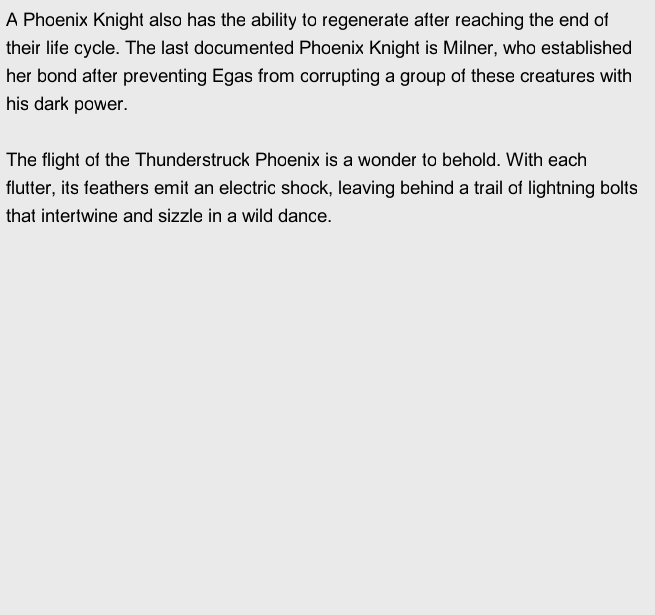 A Phoenix Knight also has the ability to regenerate after reaching the end of
their life cycle. The last documented Phoenix Knight is Milner, who established
her bond after preventing Egas from corrupting a group of these creatures with
his dark power.
The flight of the Thunderstruck Phoenix is a wonder to behold. With each
flutter, its feathers emit an electric shock, leaving behind a trail of lightning bolts
that intertwine and sizzle in a wild dance.